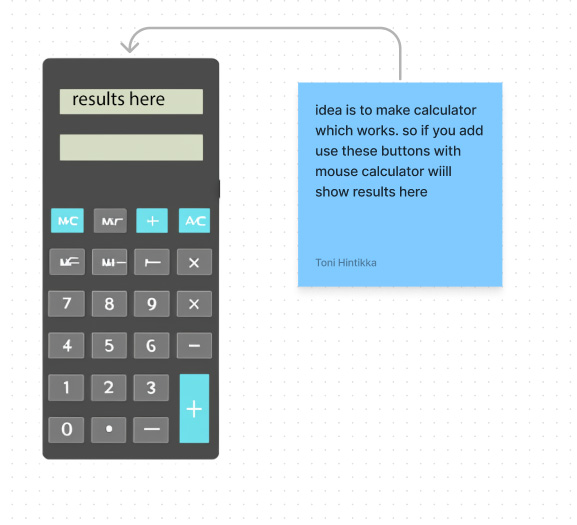 results here
idea is to make calculator
which works. so if you add
use these buttons with
mouse calculator wiill
show results here
Toni Hintikka
+
×
7 8 9 ×
4 5 6 −
1 2 3 +
0 • —